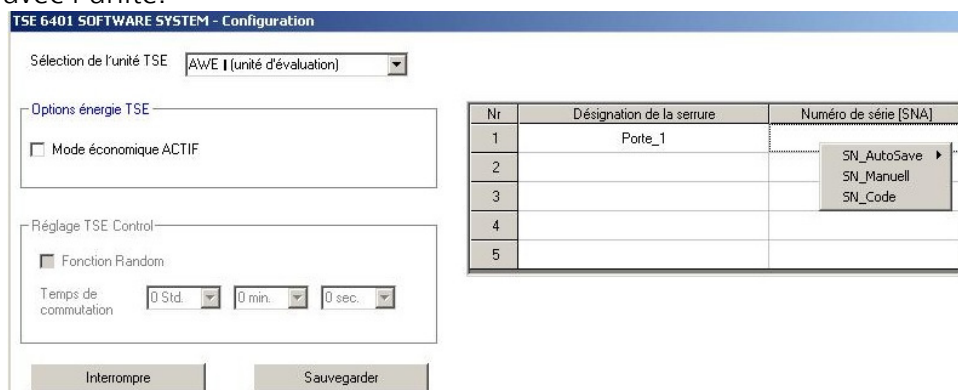 avec l'unité.
TSE 6401 SOFTWARE SYSTEM - Configuration
Sélection de l'unité TSE AWE I (unité d'évaluation)
Options énergie TSE
Mode économique ACTIF
Réglage TSE Control
Fonction Random
Temps de commutation 0 Std. 0 min. 0 sec.
Interrompre Sauvegarder
Nr Désignation de la serrure Numéro de série [SNA]
1 Porte_1
2
3
4
5
SN_AutoSave
SN_Manuell
SN_Code